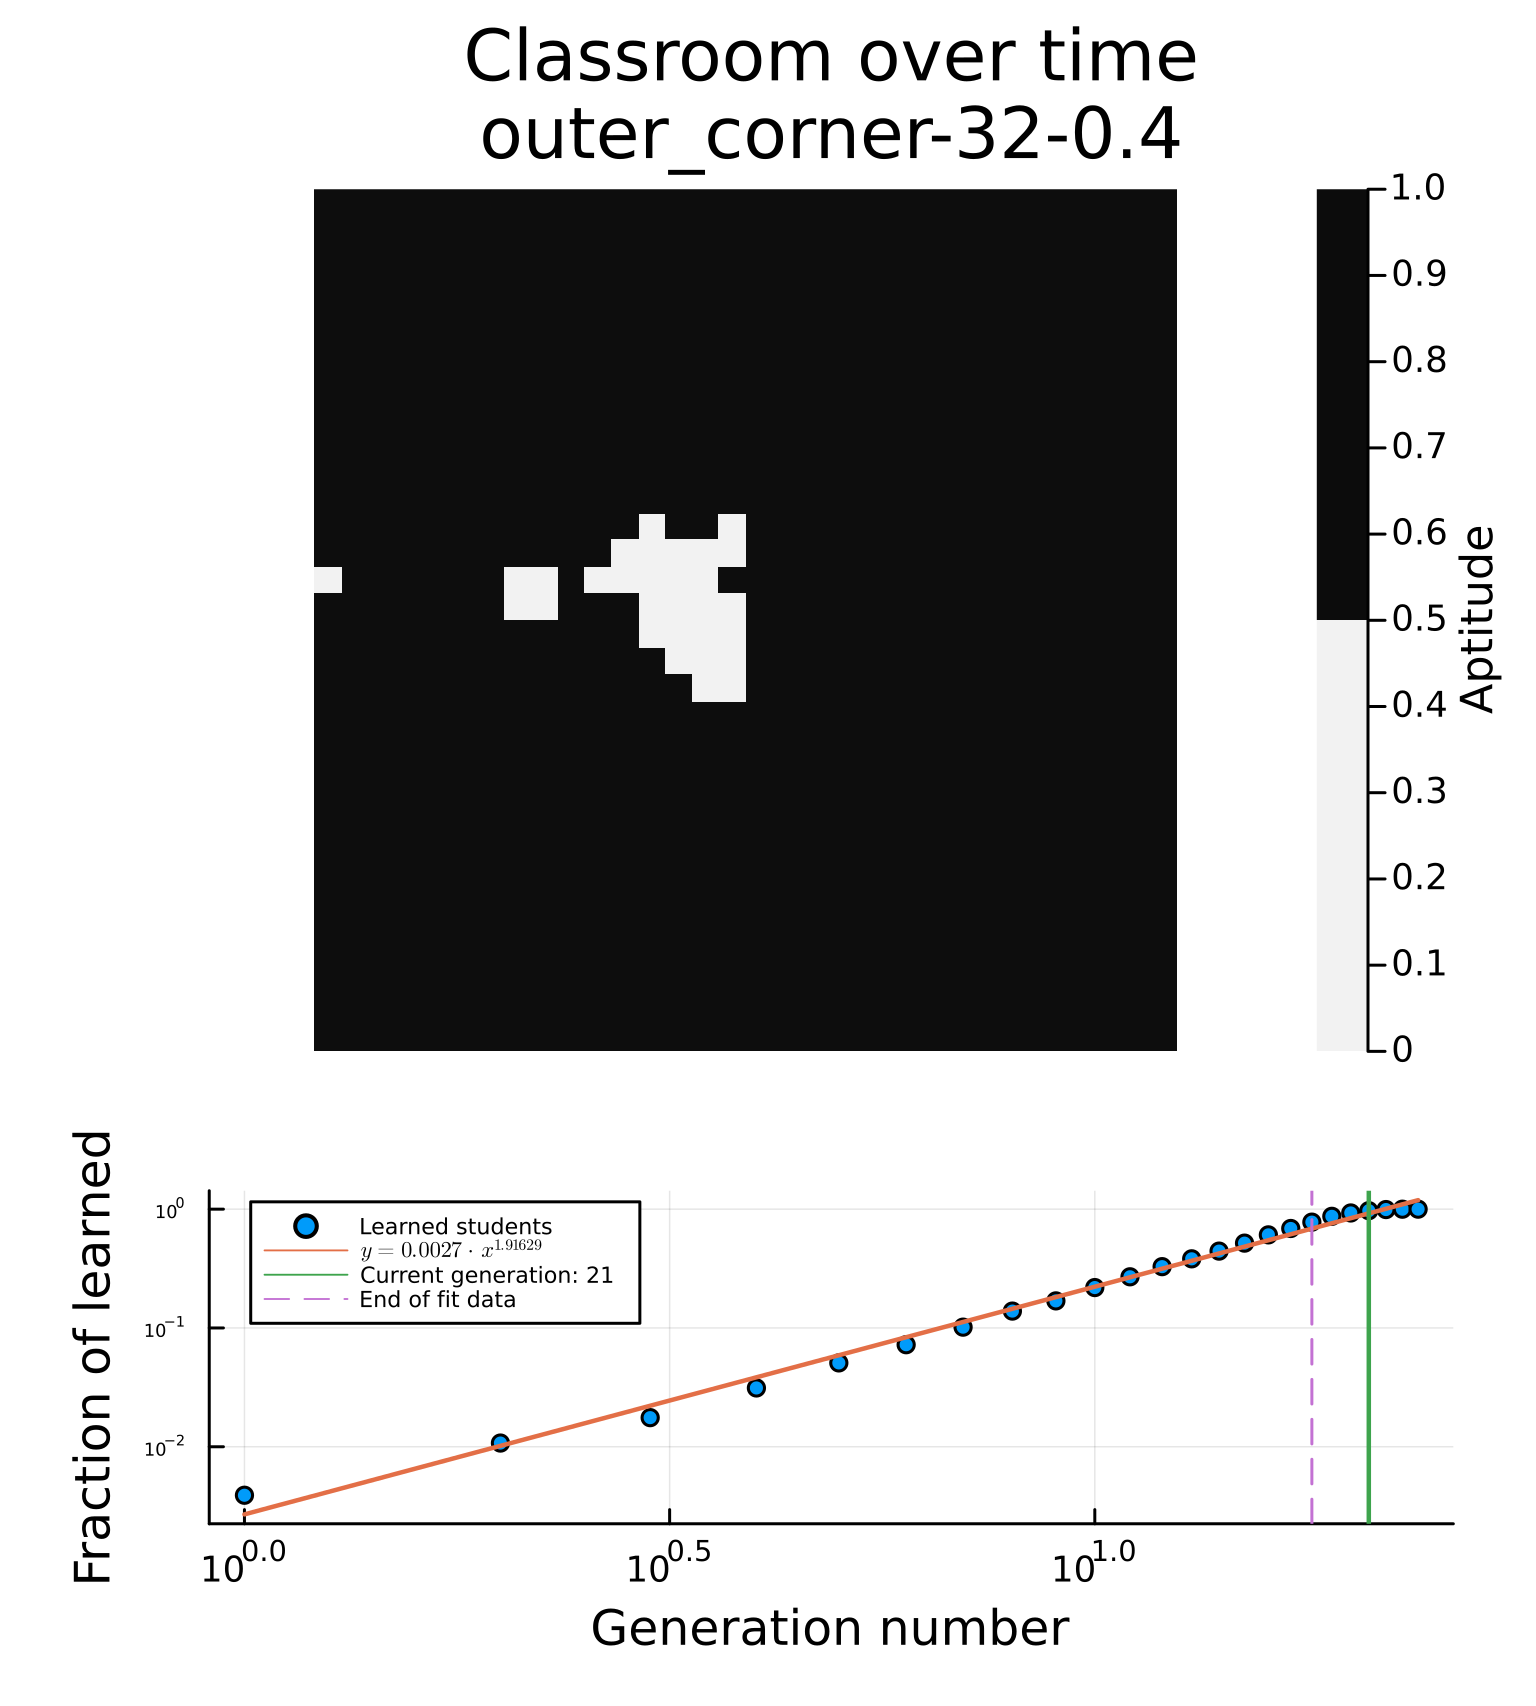 Classroom over time
outer_corner-32-0.4
1.0
0.9
0.8
0.7
0.6
0.5
0.4
0.3
0.2
0.1
0
Aptitude
Fraction of learned
10⁰
10⁻¹
10⁻²
Learned students
y = 0.0027 · x^1.91629
Current generation: 21
End of fit data
10^0.0
10^0.5
10^1.0
Generation number